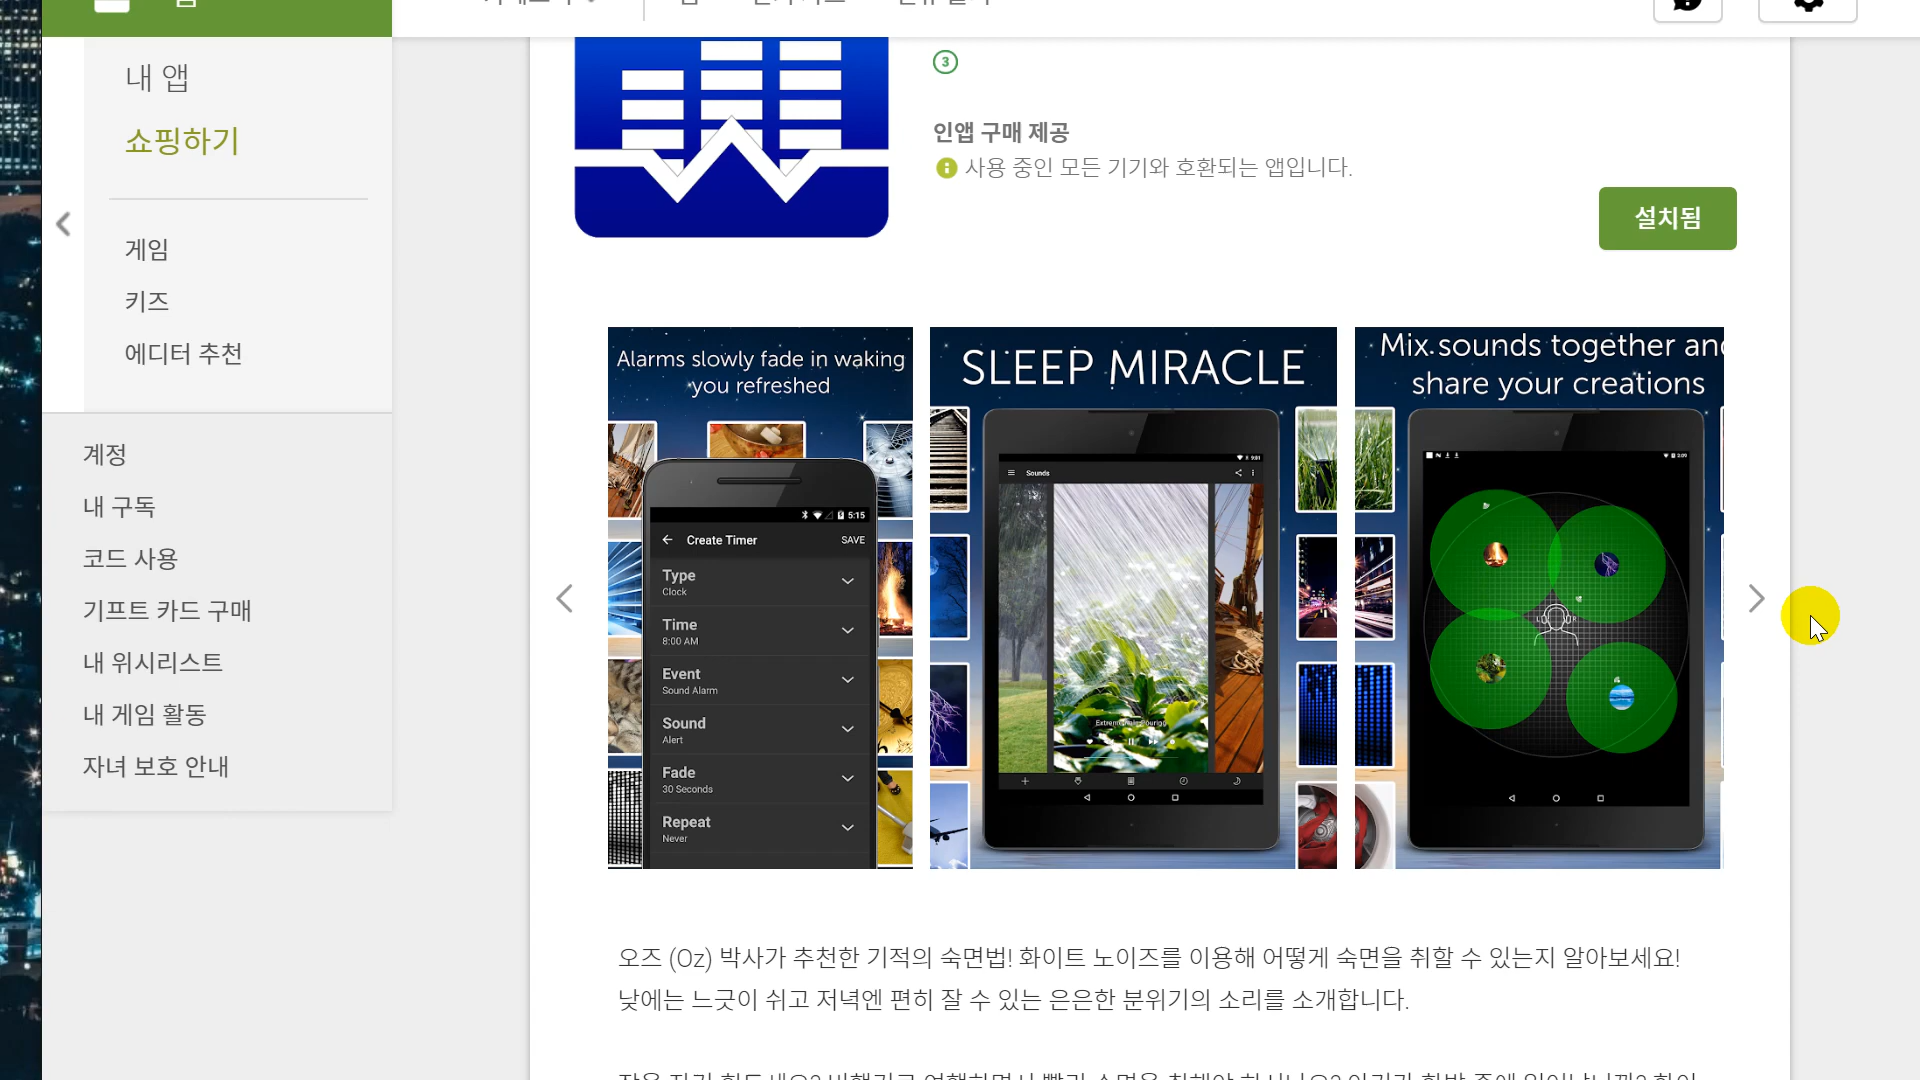 내 앱
쇼핑하기
게임
키즈
에디터 추천
계정
내 구독
코드 사용
기프트 카드 구매
내 위시리스트
내 게임 활동
자녀 보호 안내
3
인앱 구매 제공
사용 중인 모든 기기와 호환되는 앱입니다.
설치됨
Alarms slowly fade in waking
you refreshed
5:15
Create Timer
SAVE
Type
Clock
Time
8:00 AM
Event
Sound Alarm
Sound
Alert
Fade
30 Seconds
Repeat
Never
SLEEP MIRACLE
Sounds
Mix sounds together and
share your creations
L R
오즈 (Oz) 박사가 추천한 기적의 숙면법! 화이트 노이즈를 이용해 어떻게 숙면을 취할 수 있는지 알아보세요!
낮에는 느긋이 쉬고 저녁엔 편히 잘 수 있는 은은한 분위기의 소리를 소개합니다.